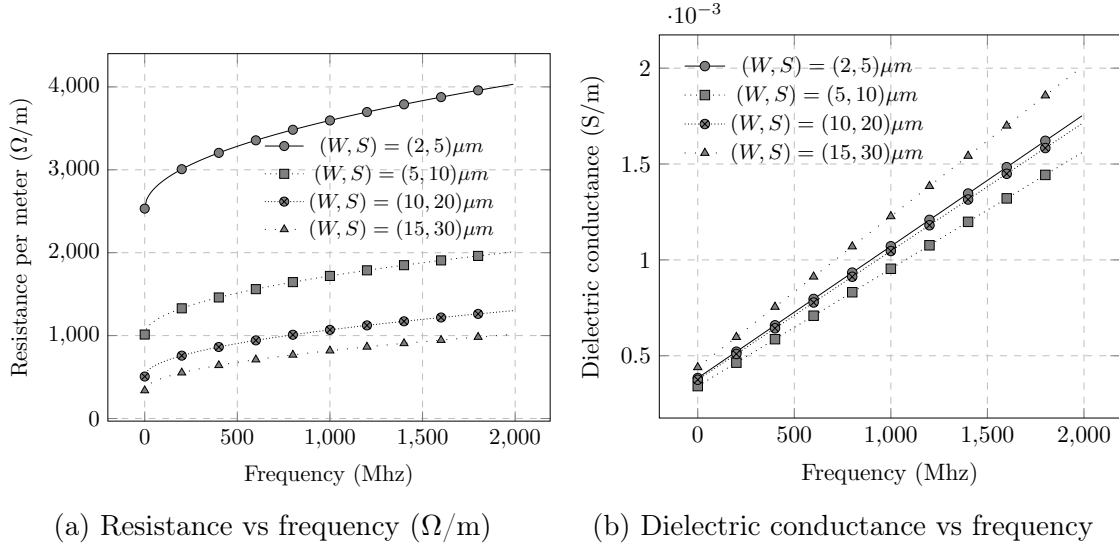 4,000
3,000
2,000
1,000
0
Resistance per meter (Ω/m)
(W, S) = (2, 5)μm
(W, S) = (5, 10)μm
(W, S) = (10, 20)μm
(W, S) = (15, 30)μm
0 500 1,000 1,500 2,000
Frequency (Mhz)
(a) Resistance vs frequency (Ω/m)
·10⁻³
2
1.5
1
0.5
Dielectric conductance (S/m)
(W, S) = (2, 5)μm
(W, S) = (5, 10)μm
(W, S) = (10, 20)μm
(W, S) = (15, 30)μm
0 500 1,000 1,500 2,000
Frequency (Mhz)
(b) Dielectric conductance vs frequency